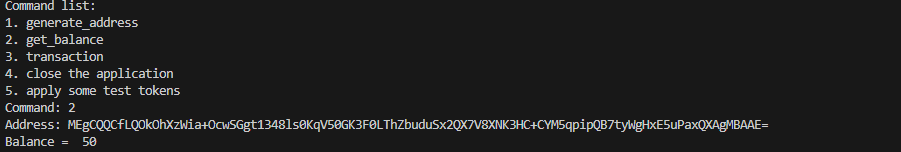 Command list:
1. generate_address
2. get_balance
3. transaction
4. close the application
5. apply some test tokens
Command: 2
Address: MEgCQQCfLQOkOhXzWia+OcwSGgt1348ls0KqV50GK3F0LThZbuduSx2QX7V8XNK3HC+CYM5qpipQB7tyWgHxE5uPaxQXAgMBAAE=
Balance =  50